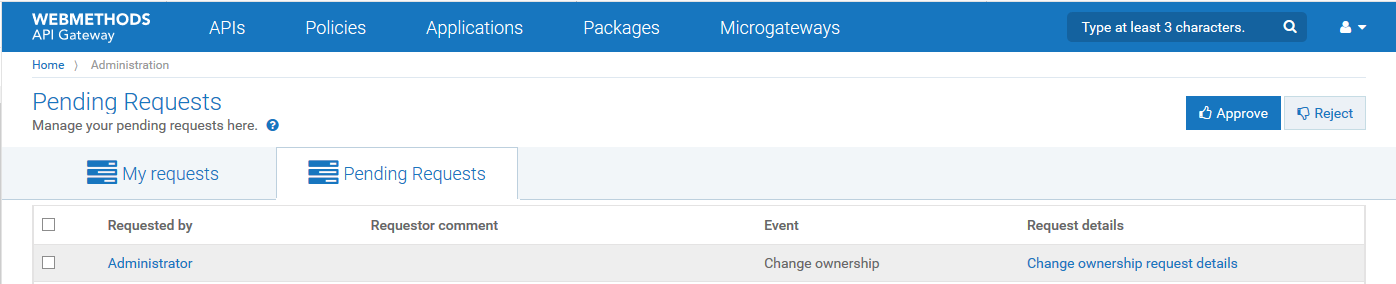 WEBMETHODS
API Gateway
APIs Policies Applications Packages Microgateways
Type at least 3 characters.
Home 〉 Administration
Pending Requests
Manage your pending requests here. ?
Approve Reject
My requests Pending Requests
Requested by Requestor comment Event Request details
Administrator Change ownership Change ownership request details